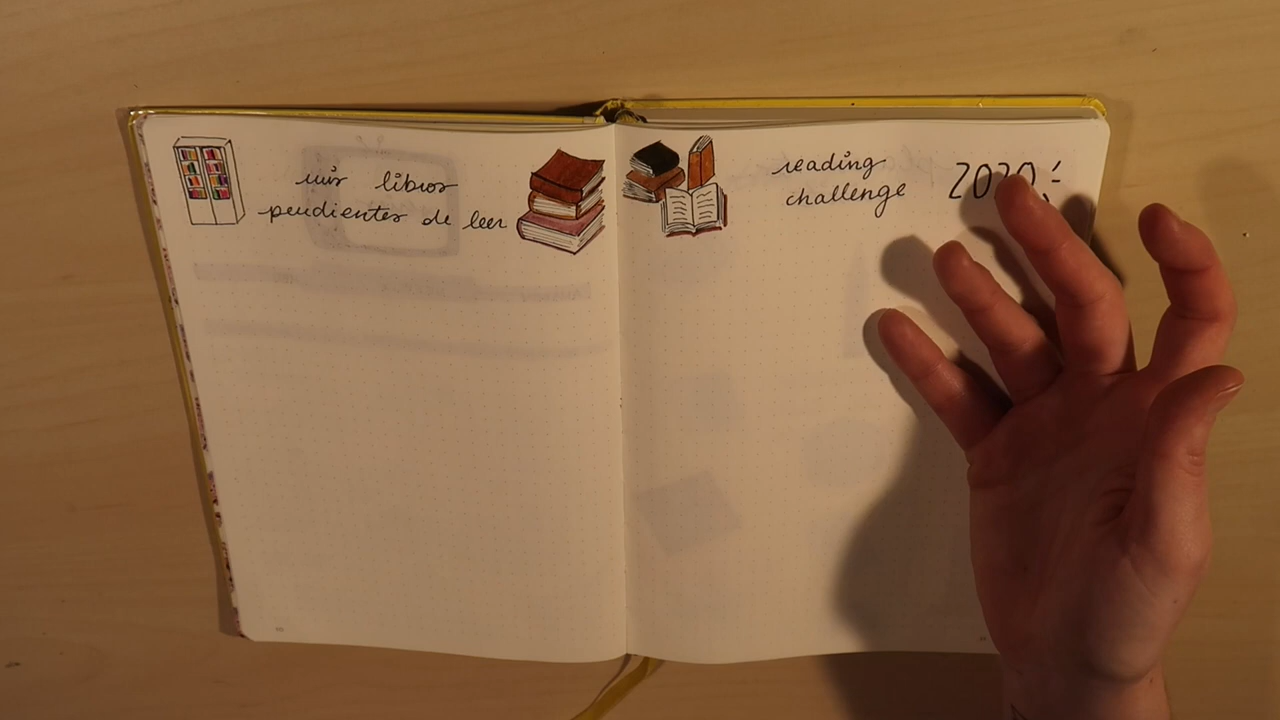 mis libros
pendientes de leer
reading
challenge
2020